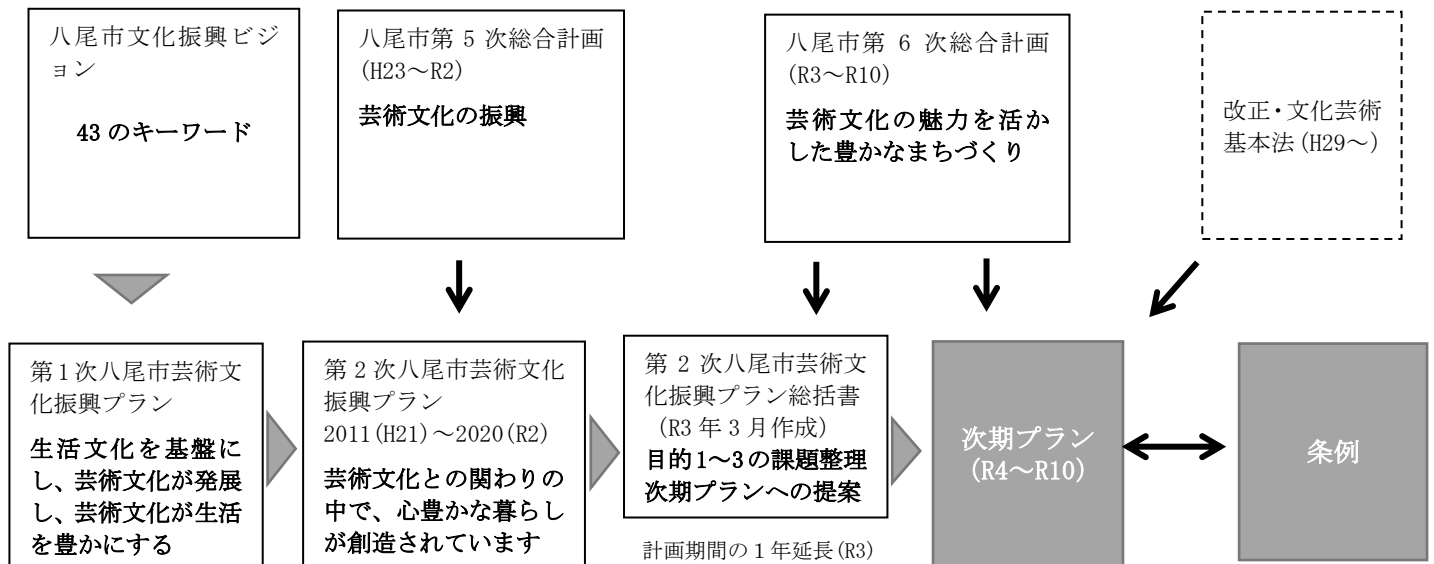 八尾市文化振興ビジ
ョン
43 のキーワード
八尾市第 5 次総合計画
(H23～R2)
芸術文化の振興
八尾市第 6 次総合計画
(R3～R10)
芸術文化の魅力を活か
した豊かなまちづくり
改正・文化芸術
基本法(H29～)
第1次八尾市芸術文
化振興プラン
生活文化を基盤に
し、芸術文化が発展
し、芸術文化が生活
を豊かにする
第 2 次八尾市芸術文化
振興プラン
2011(H21)～2020(R2)
芸術文化との関わりの
中で、心豊かな暮らし
が創造されています
第 2 次八尾市芸術文
化振興プラン総括書
（R3 年 3 月作成）
目的1～3の課題整理
次期プランへの提案
計画期間の１年延長(R3)
次期プラン
(R4～R10)
条例